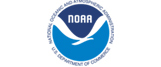 NATIONAL OCEANIC AND ATMOSPHERIC ADMINISTRATION
NOAA
U.S. DEPARTMENT OF COMMERCE